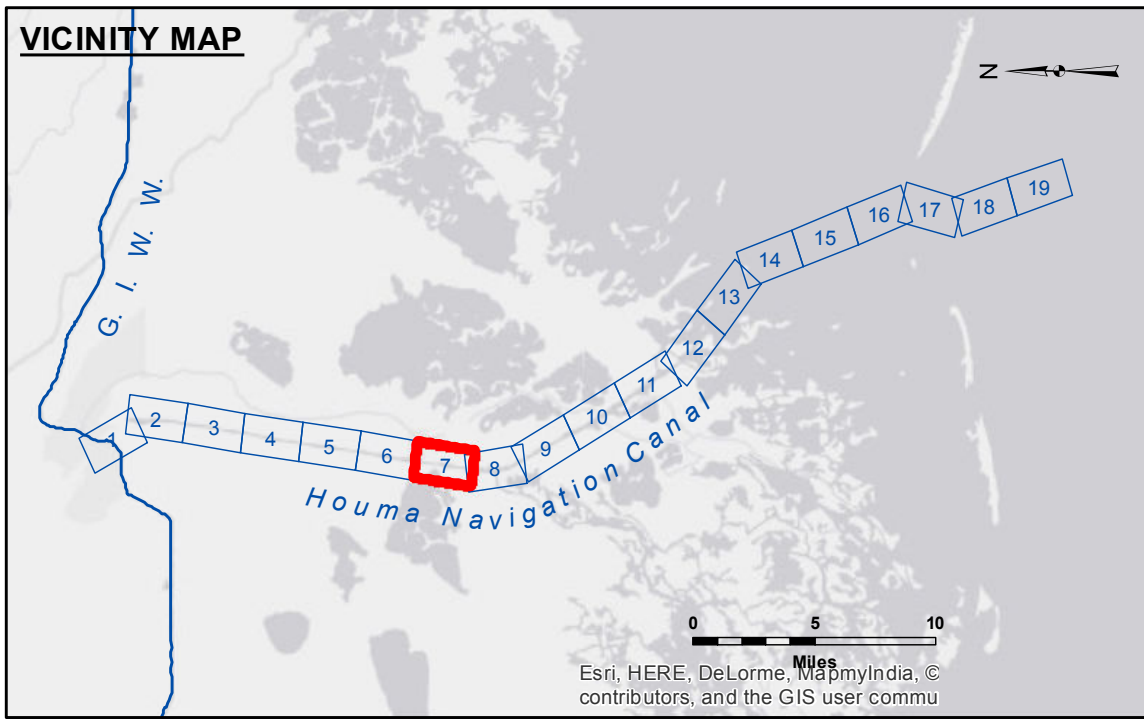 VICINITY MAP
N
G. I. W. W.
1
2
3
4
5
6
7
8
9
10
11
12
13
14
15
16
17
18
19
Houma Navigation Canal
0 5 10
Miles
Esri, HERE, DeLorme, MapmyIndia, ©
contributors, and the GIS user commu